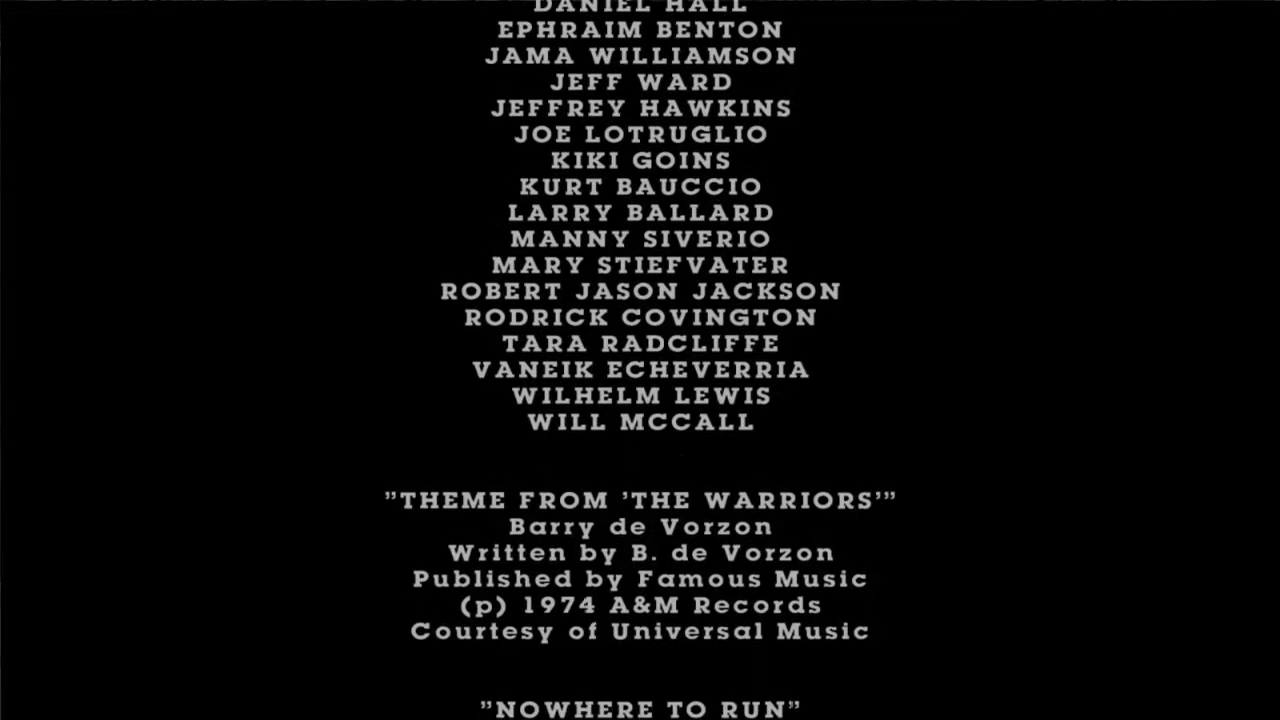 DANIEL HALL
EPHRAIM BENTON
JAMA WILLIAMSON
JEFF WARD
JEFFREY HAWKINS
JOE LOTRUGLIO
KIKI GOINS
KURT BAUCCIO
LARRY BALLARD
MANNY SIVERIO
MARY STIEFVATER
ROBERT JASON JACKSON
RODRICK COVINGTON
TARA RADCLIFFE
VANEIK ECHEVERRIA
WILHELM LEWIS
WILL MCCALL
"THEME FROM 'THE WARRIORS'"
Barry de Vorzon
Written by B. de Vorzon
Published by Famous Music
(p) 1974 A&M Records
Courtesy of Universal Music
"NOWHERE TO RUN"